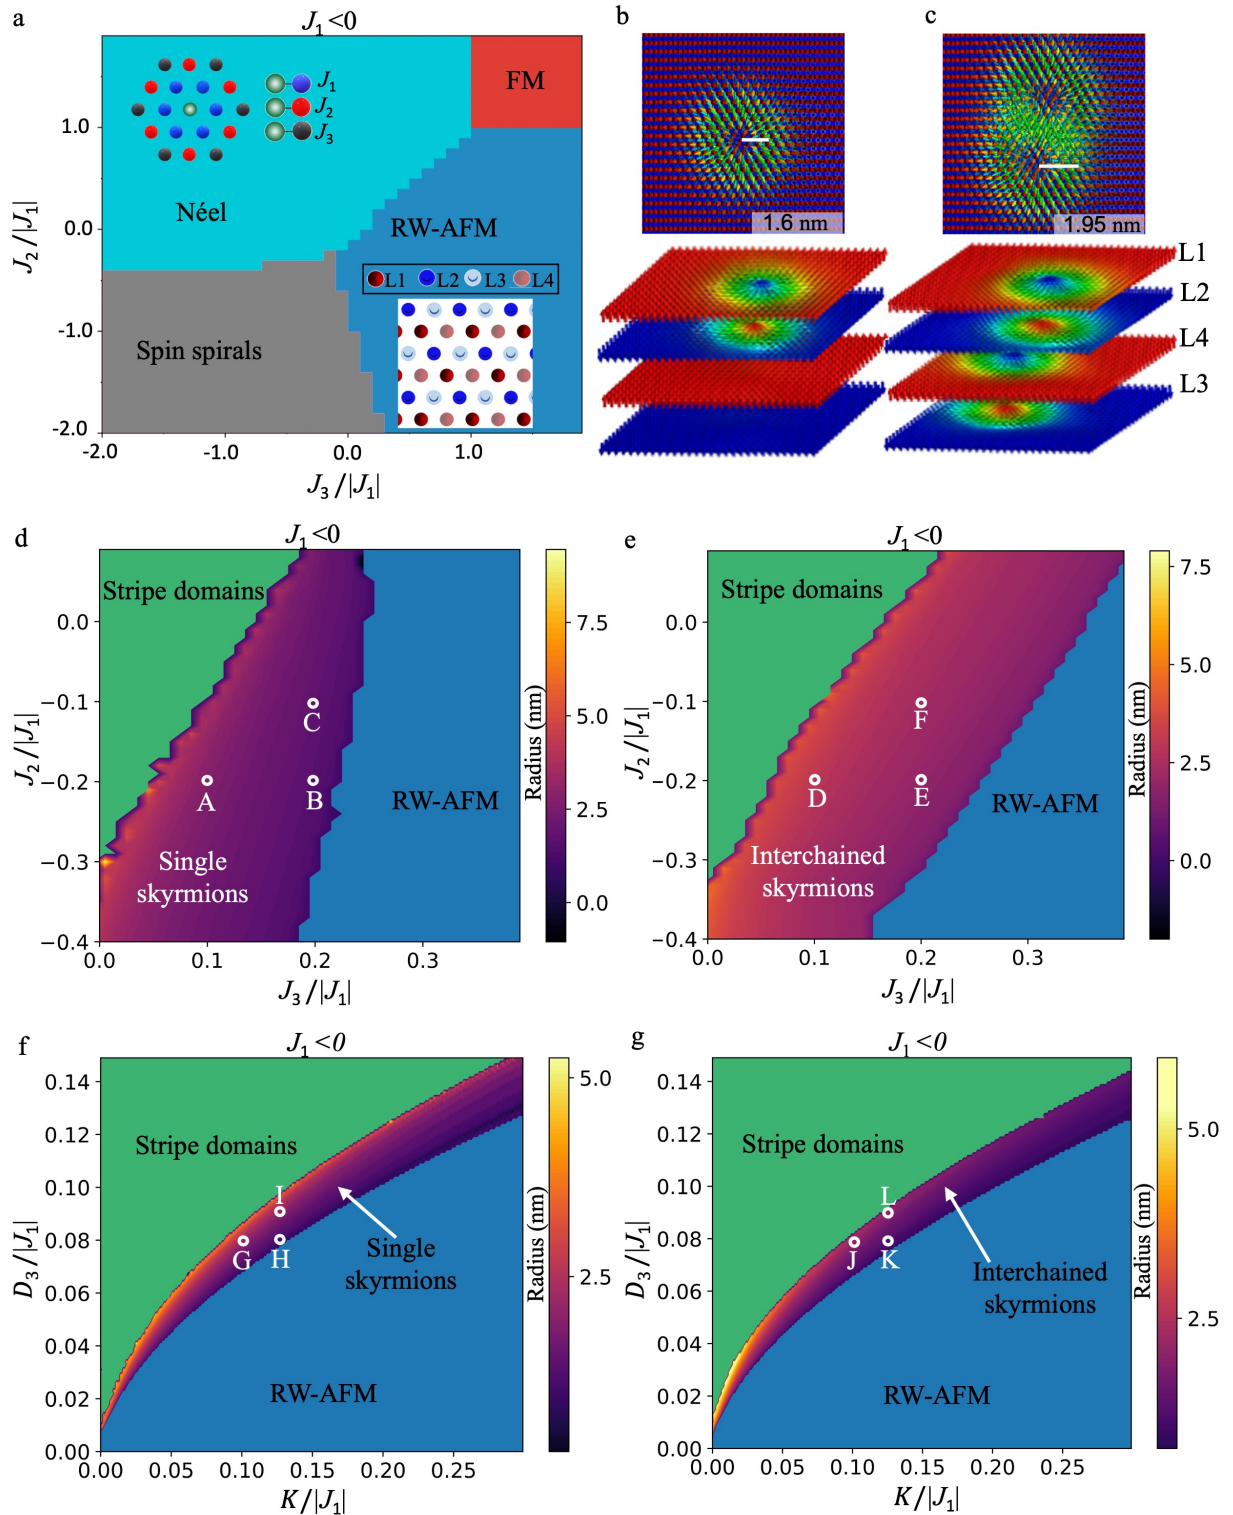 a
J₁<0
b
c
FM
J₁
J₂
J₃
1.0
0.0
-1.0
-2.0
J₂/|J₁|
Néel
RW-AFM
L1 L2 L3 L4
Spin spirals
-2.0 -1.0 0.0 1.0
J₃/|J₁|
1.6 nm
1.95 nm
L1
L2
L4
L3
d
J₁<0
Stripe domains
0.0
−0.1
−0.2
−0.3
−0.4
J₂/|J₁|
C
A
B
RW-AFM
Single
skyrmions
0.0 0.1 0.2 0.3
J₃/|J₁|
7.5
5.0
2.5
0.0
Radius (nm)
e
J₁<0
Stripe domains
0.0
−0.1
−0.2
−0.3
−0.4
J₂/|J₁|
F
D
E
RW-AFM
Interchained
skyrmions
0.0 0.1 0.2 0.3
J₃/|J₁|
7.5
5.0
2.5
0.0
Radius (nm)
f
J₁<0
0.14
0.12
0.10
0.08
0.06
0.04
0.02
0.00
D₃/|J₁|
Stripe domains
I
G
H
Single
skyrmions
RW-AFM
0.00 0.05 0.10 0.15 0.20 0.25
K/|J₁|
5.0
2.5
Radius (nm)
g
J₁<0
0.14
0.12
0.10
0.08
0.06
0.04
0.02
0.00
D₃/|J₁|
Stripe domains
L
J
K
Interchained
skyrmions
RW-AFM
0.00 0.05 0.10 0.15 0.20 0.25
K/|J₁|
5.0
2.5
Radius (nm)